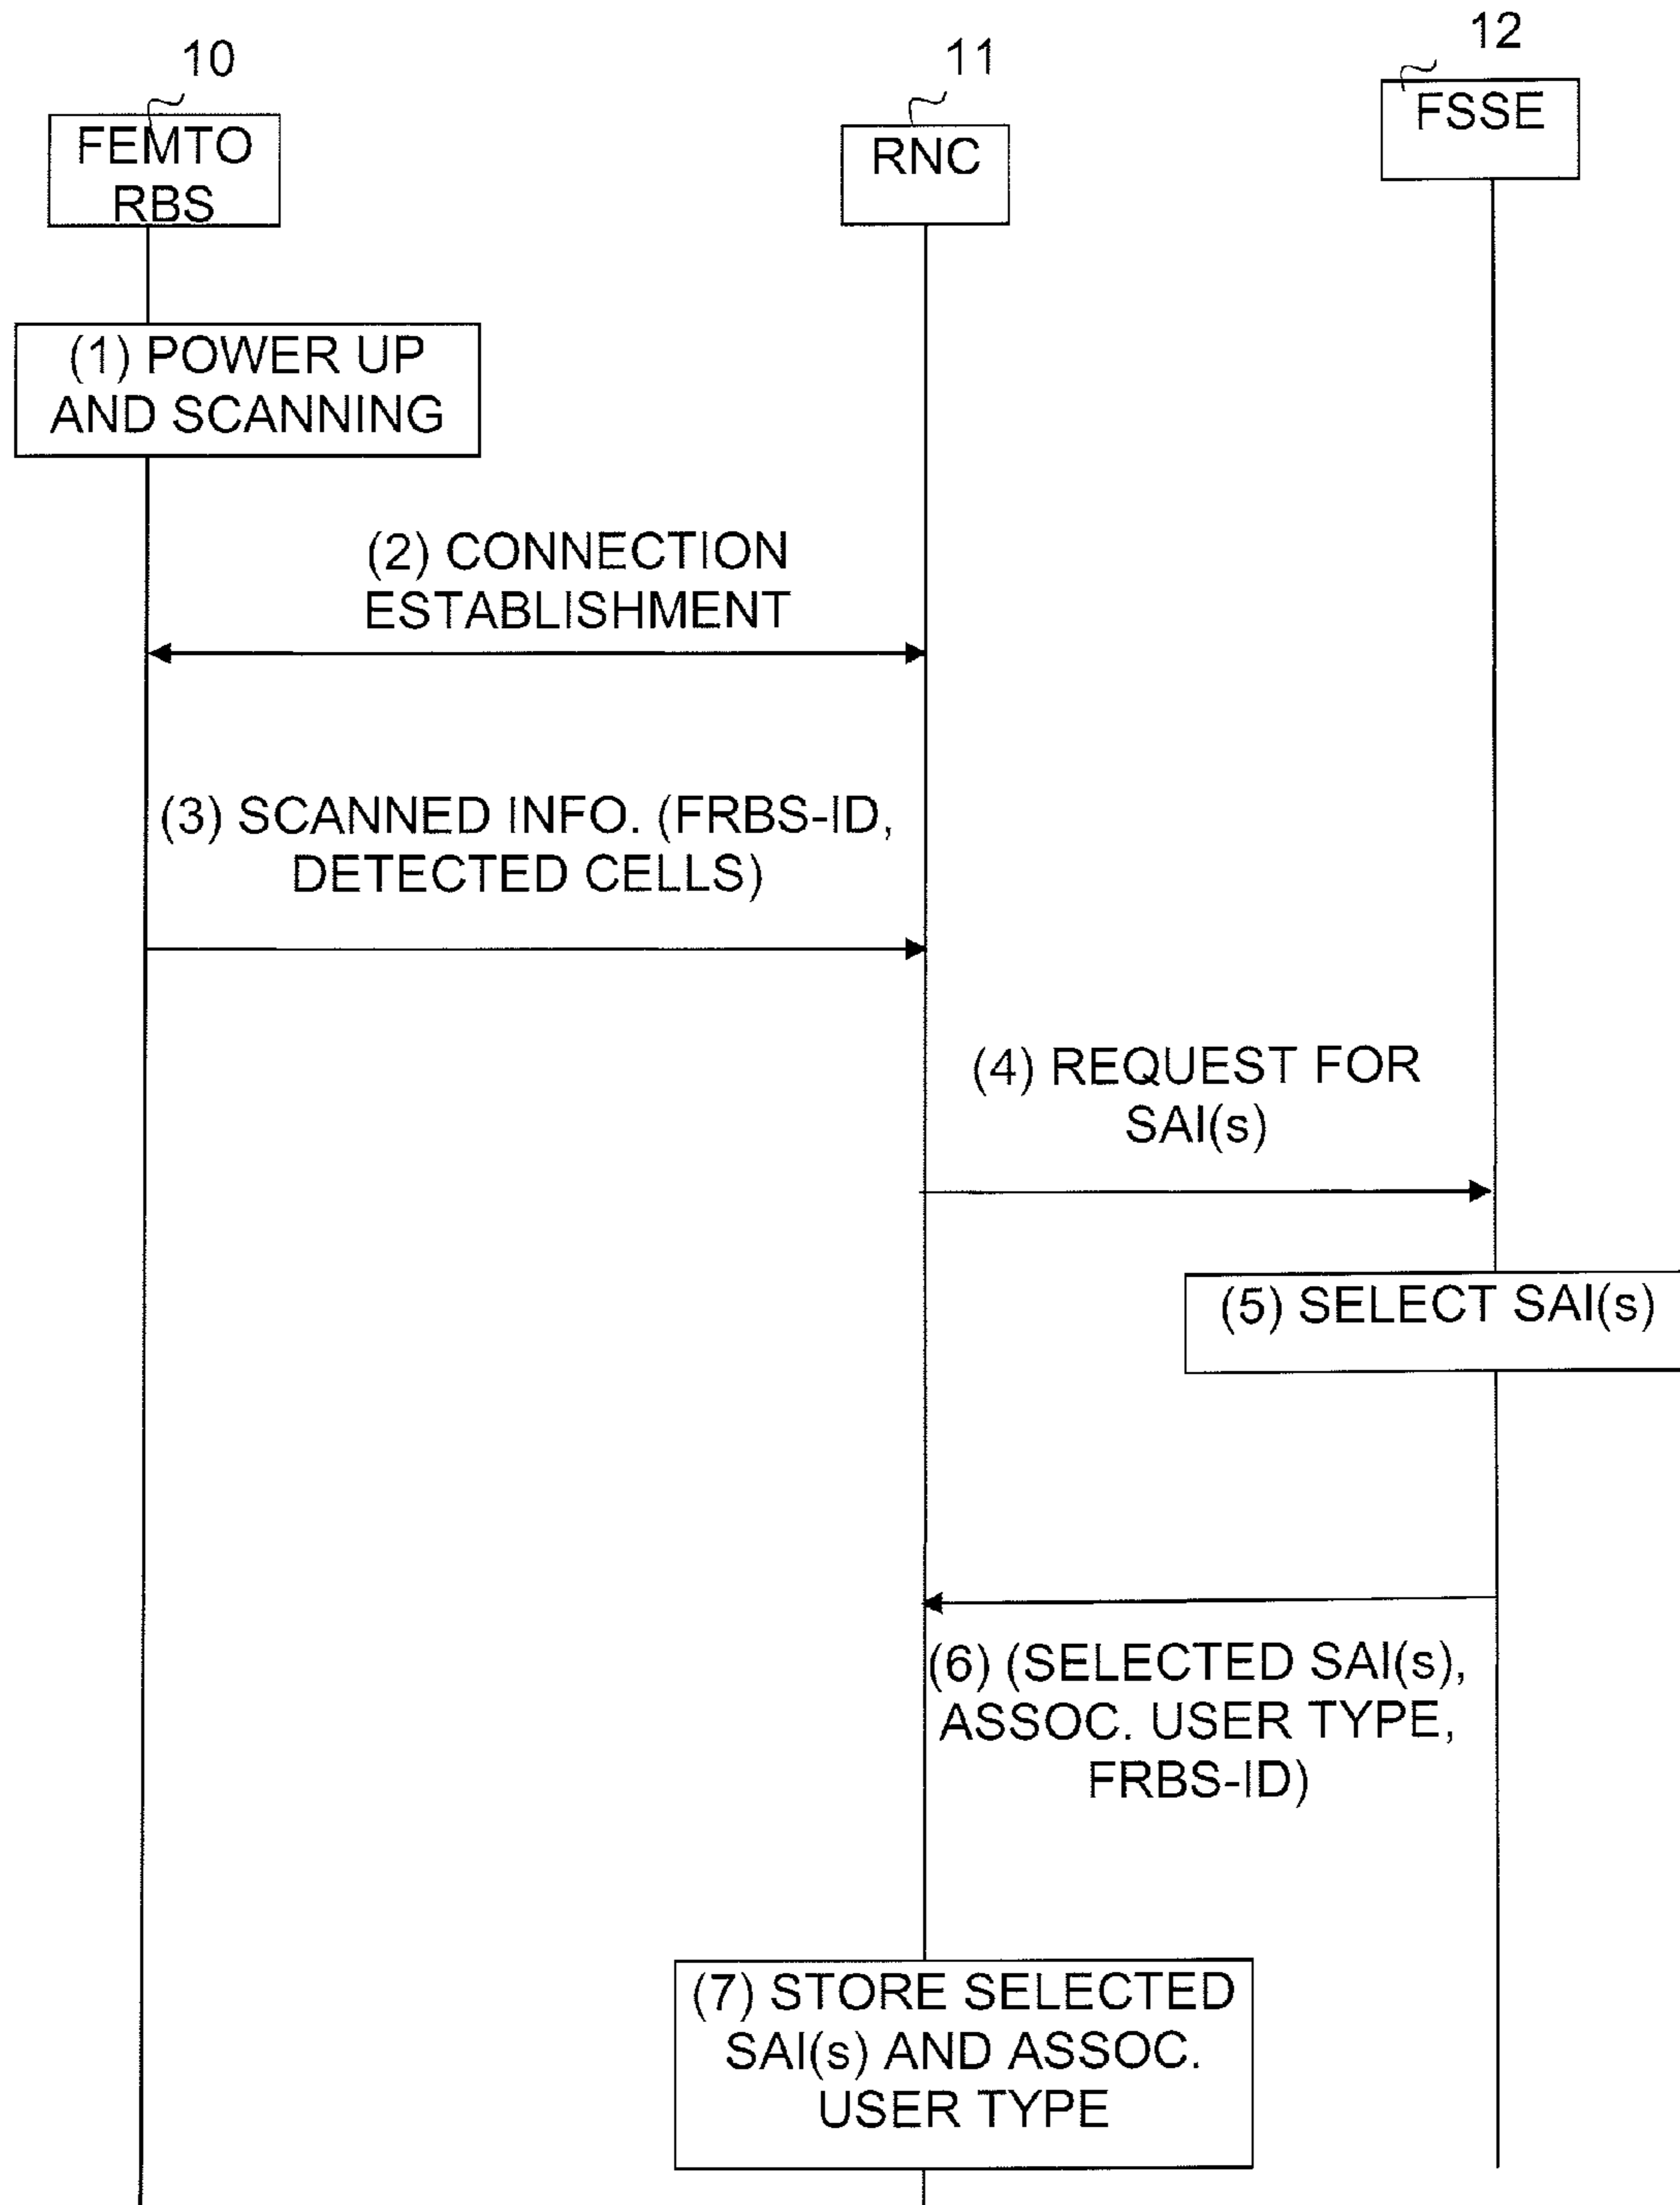 10
11
12
FEMTO
RBS
RNC
FSSE
(1) POWER UP
AND SCANNING
(2) CONNECTION
ESTABLISHMENT
(3) SCANNED INFO. (FRBS-ID,
DETECTED CELLS)
(4) REQUEST FOR
SAI(s)
(5) SELECT SAI(s)
(6) (SELECTED SAI(s),
ASSOC. USER TYPE,
FRBS-ID)
(7) STORE SELECTED
SAI(s) AND ASSOC.
USER TYPE